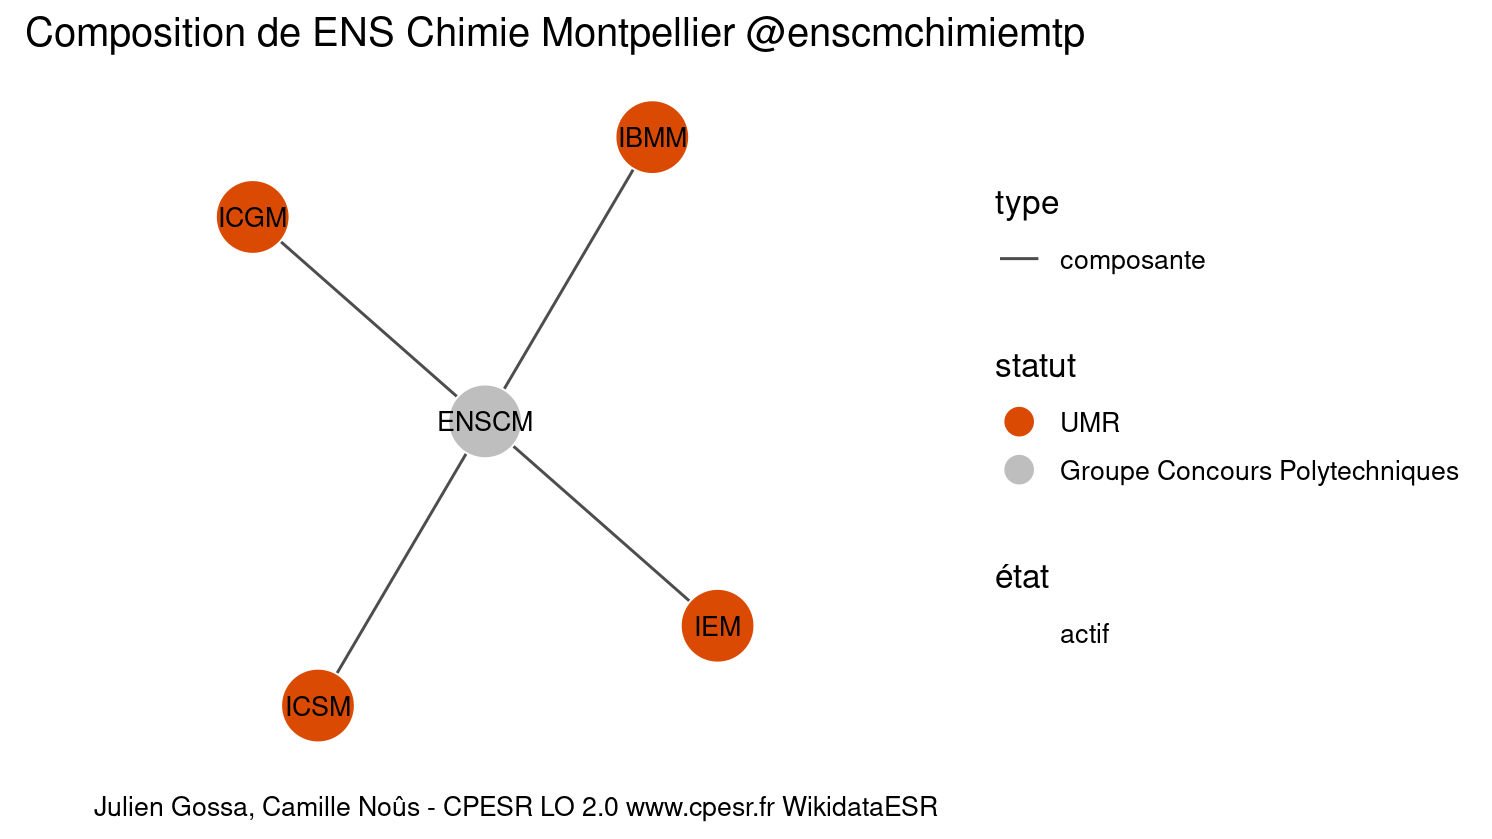 Composition de ENS Chimie Montpellier @enscmchimiemtp
IBMM
ICGM
ENSCM
IEM
ICSM
type
composante
statut
UMR
Groupe Concours Polytechniques
état
actif
Julien Gossa, Camille Noûs - CPESR LO 2.0 www.cpesr.fr WikidataESR